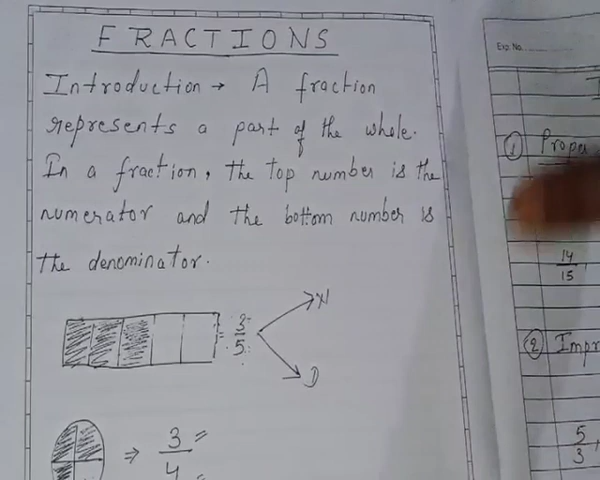 FRACTIONS
Introduction → A fraction
represents a part of the whole.
In a fraction, the top number is the
numerator and the bottom number is
the denominator.
= 3/5
N
D
⇒ 3/4
Exp. No.
① Proper
14/15
② Impr
5/3,